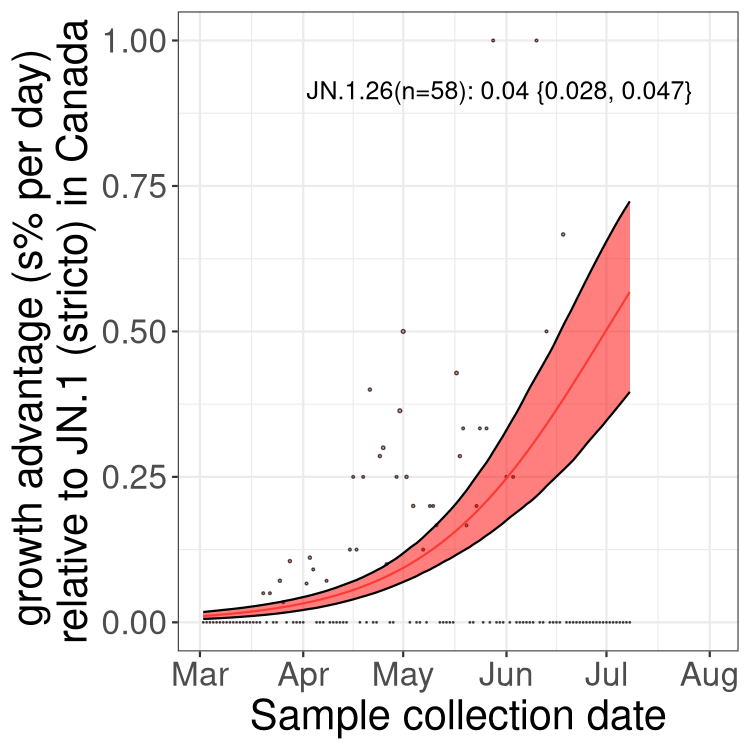 growth advantage (s% per day)
relative to JN.1 (stricto) in Canada
1.00
0.75
0.50
0.25
0.00
JN.1.26(n=58): 0.04 {0.028, 0.047}
Mar Apr May Jun Jul Aug
Sample collection date